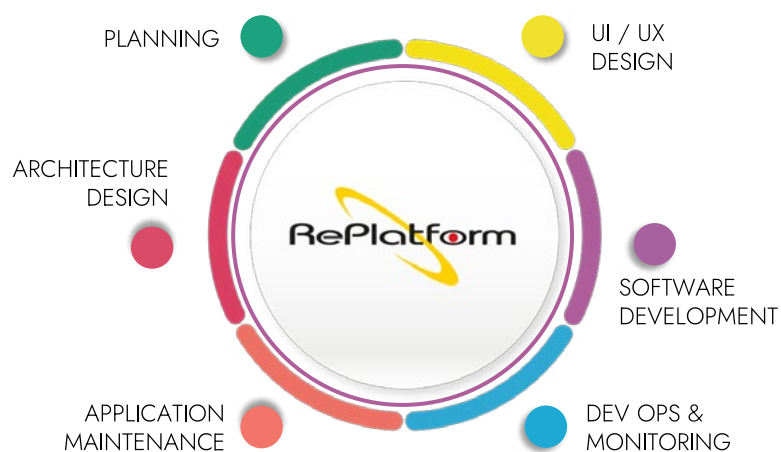 PLANNING
UI / UX
DESIGN
ARCHITECTURE
DESIGN
RePlatform
SOFTWARE
DEVELOPMENT
APPLICATION
MAINTENANCE
DEV OPS &
MONITORING